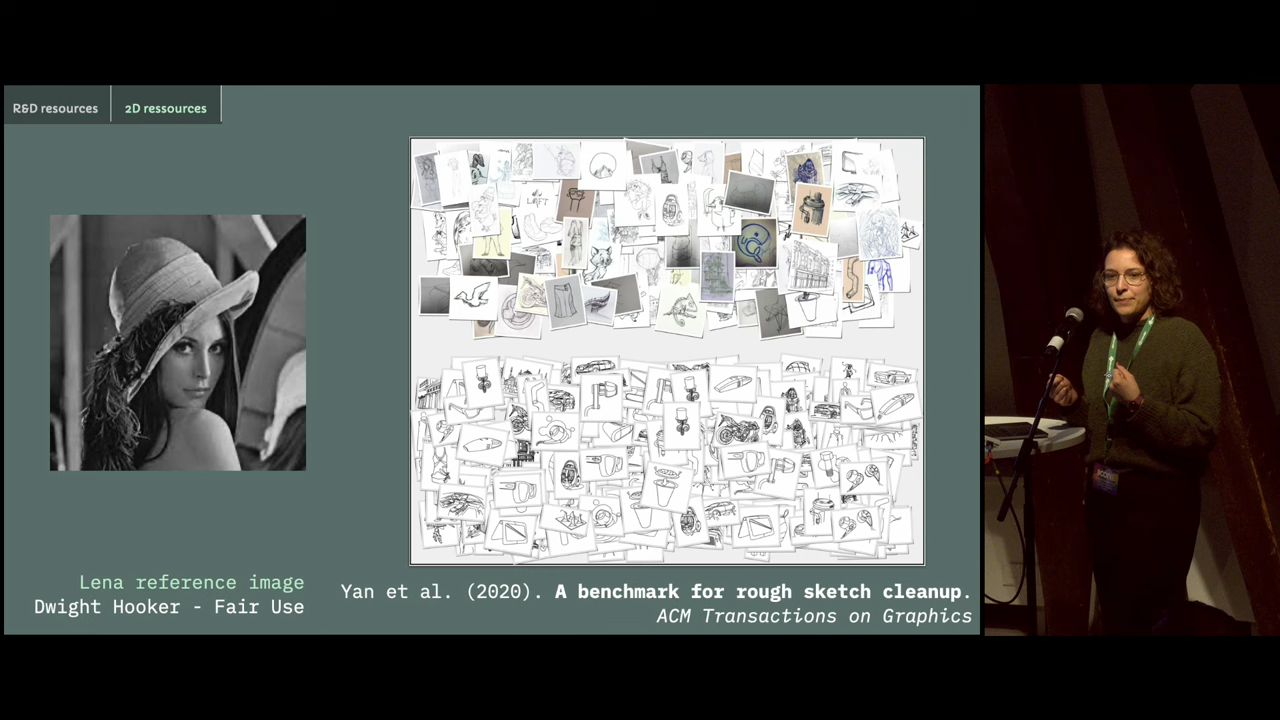 R&D resources
2D ressources
Lena reference image
Dwight Hooker - Fair Use
Yan et al. (2020). A benchmark for rough sketch cleanup.
ACM Transactions on Graphics